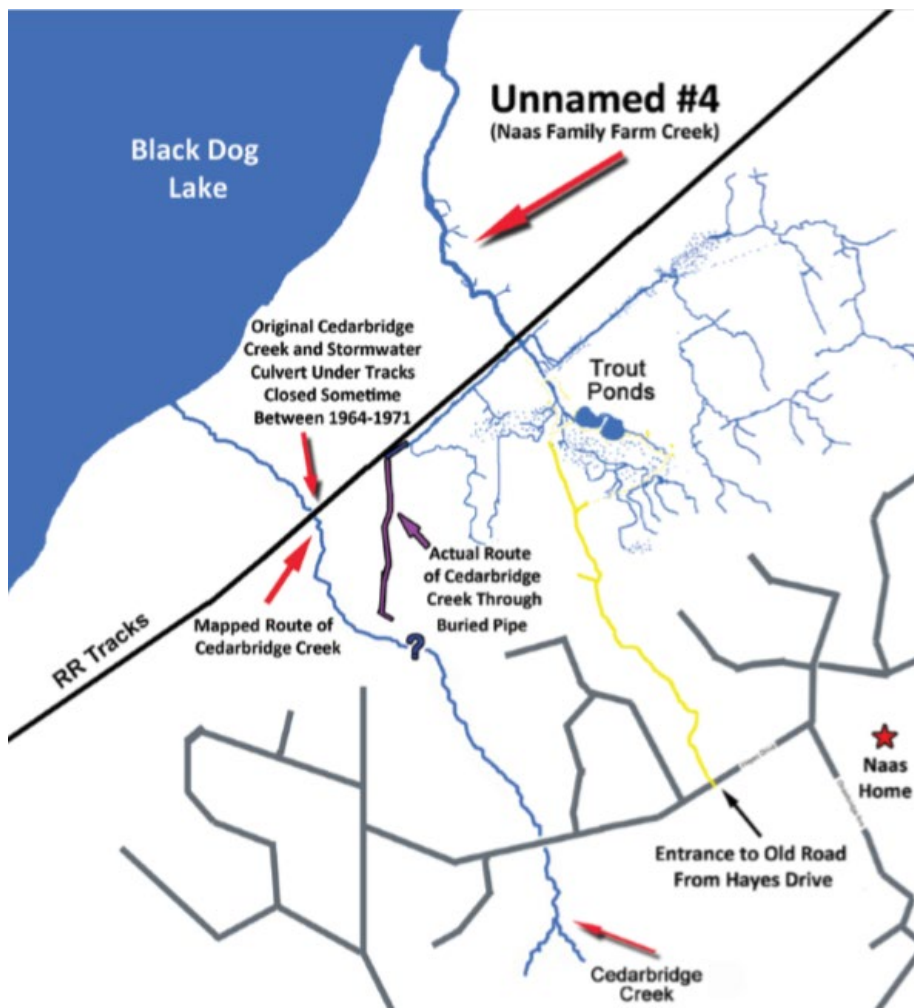 Unnamed #4
(Naas Family Farm Creek)
Black Dog
Lake
Original Cedarbridge
Creek and Stormwater
Culvert Under Tracks
Closed Sometime
Between 1964-1971
Trout
Ponds
Actual Route
of Cedarbridge
Creek Through
Buried Pipe
Mapped Route of
Cedarbridge Creek
?
RR Tracks
Hayes Drive
Naas
Home
Entrance to Old Road
From Hayes Drive
Cedarbridge
Creek